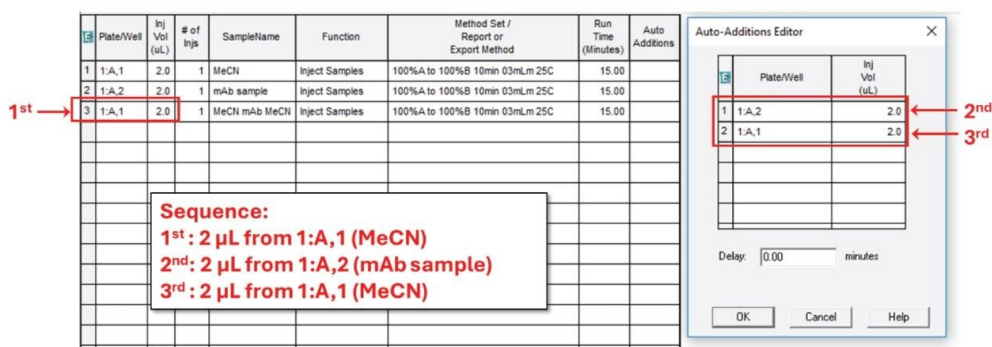 Plate/Well Inj Vol (uL) # of Injs SampleName Function Method Set / Report or Export Method Run Time (Minutes) Auto Additions
1 1:A,1 2.0 1 MeCN Inject Samples 100%A to 100%B 10min 03mLm 25C 15.00
2 1:A,2 2.0 1 mAb sample Inject Samples 100%A to 100%B 10min 03mLm 25C 15.00
1st 3 1:A,1 2.0 1 MeCN mAb MeCN Inject Samples 100%A to 100%B 10min 03mLm 25C 15.00
Sequence:
1st : 2 µL from 1:A,1 (MeCN)
2nd: 2 µL from 1:A,2 (mAb sample)
3rd : 2 µL from 1:A,1 (MeCN)
Auto-Additions Editor
Plate/Well Inj Vol (uL)
1 1:A,2 2.0 2nd
2 1:A,1 2.0 3rd
Delay: 0.00 minutes
OK Cancel Help